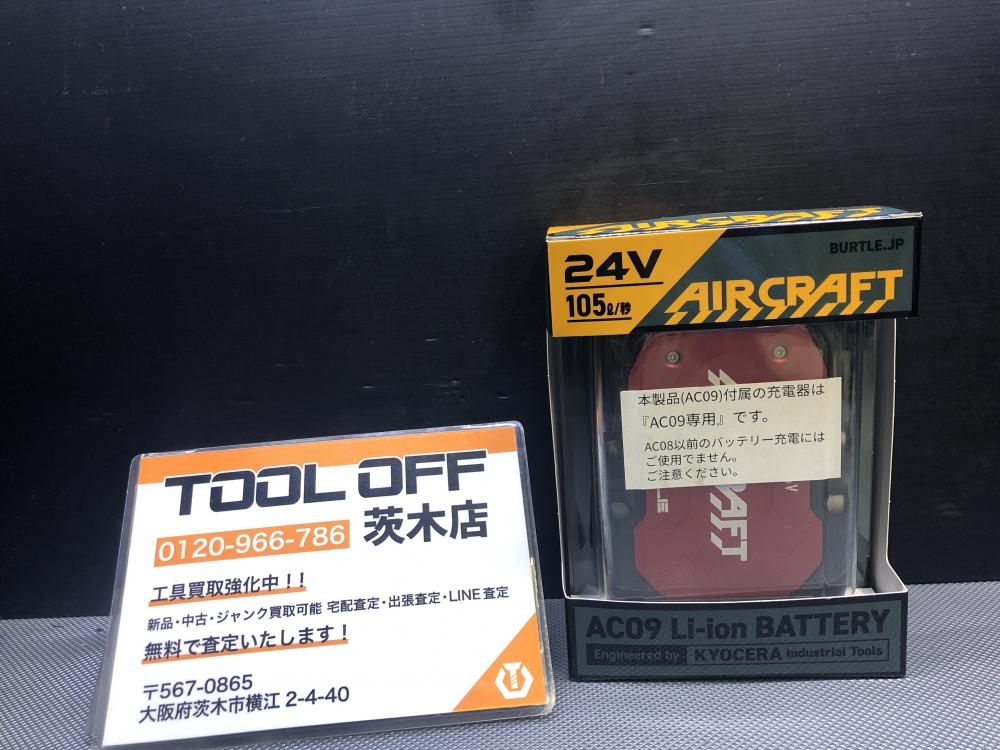 TOOL OFF
茨木店
0120-966-786
工具買取強化中！！
新品・中古・ジャンク買取可能 宅配査定・出張査定・LINE査定
無料で査定いたします！
〒567-0865
大阪府茨木市横江 2-4-40
AIRCRAFT
24V
105ℓ/秒
BURTLE.JP
AIRCRAFT
本製品(AC09)付属の充電器は
『AC09専用』です。
AC08以前のバッテリー充電には
ご使用でません。
ご注意ください。
AC09 Li-ion BATTERY
Engineered by KYOCERA Industrial Tools